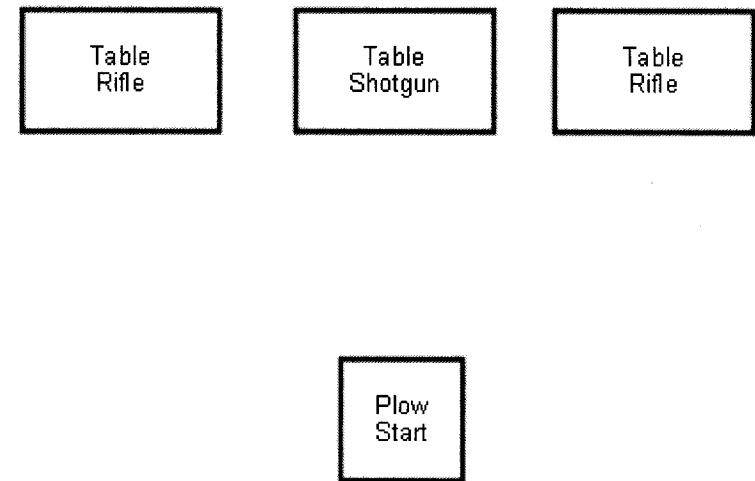 Table
Rifle
Table
Shotgun
Table
Rifle
Plow
Start